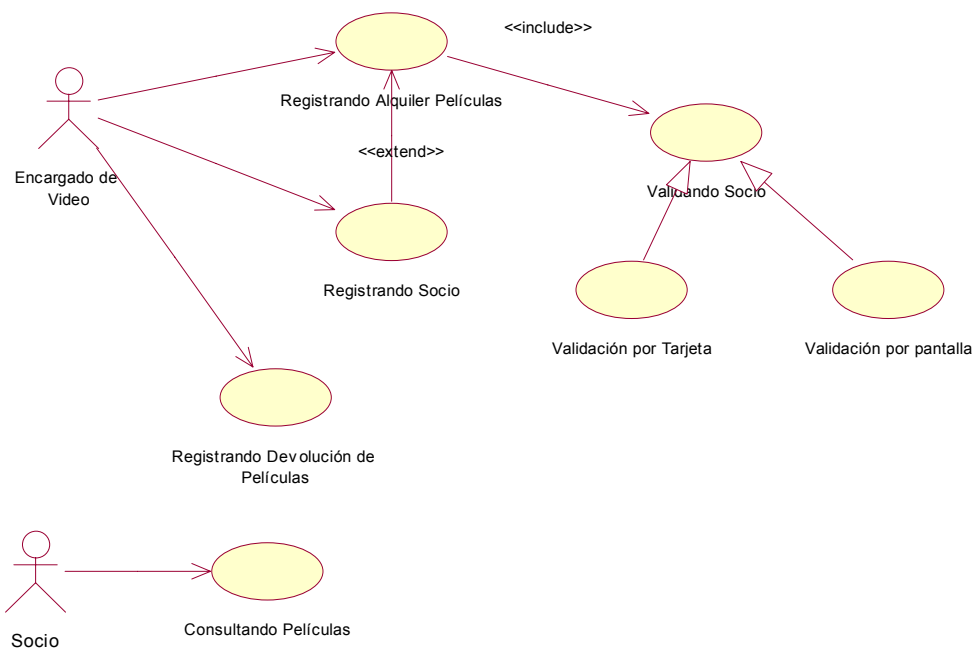 <<include>>
Registrando Alquiler Películas
<<extend>>
Encargado de
Video
Validando Socio
Registrando Socio
Validación por Tarjeta
Validación por pantalla
Registrando Devolución de
Películas
Consultando Películas
Socio